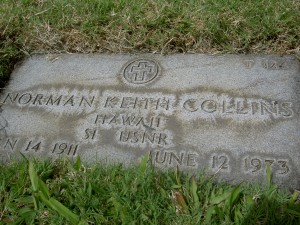 NORMAN KEITH COLLINS
HAWAII
S1 USNR
14 1911 JUNE 12 1973